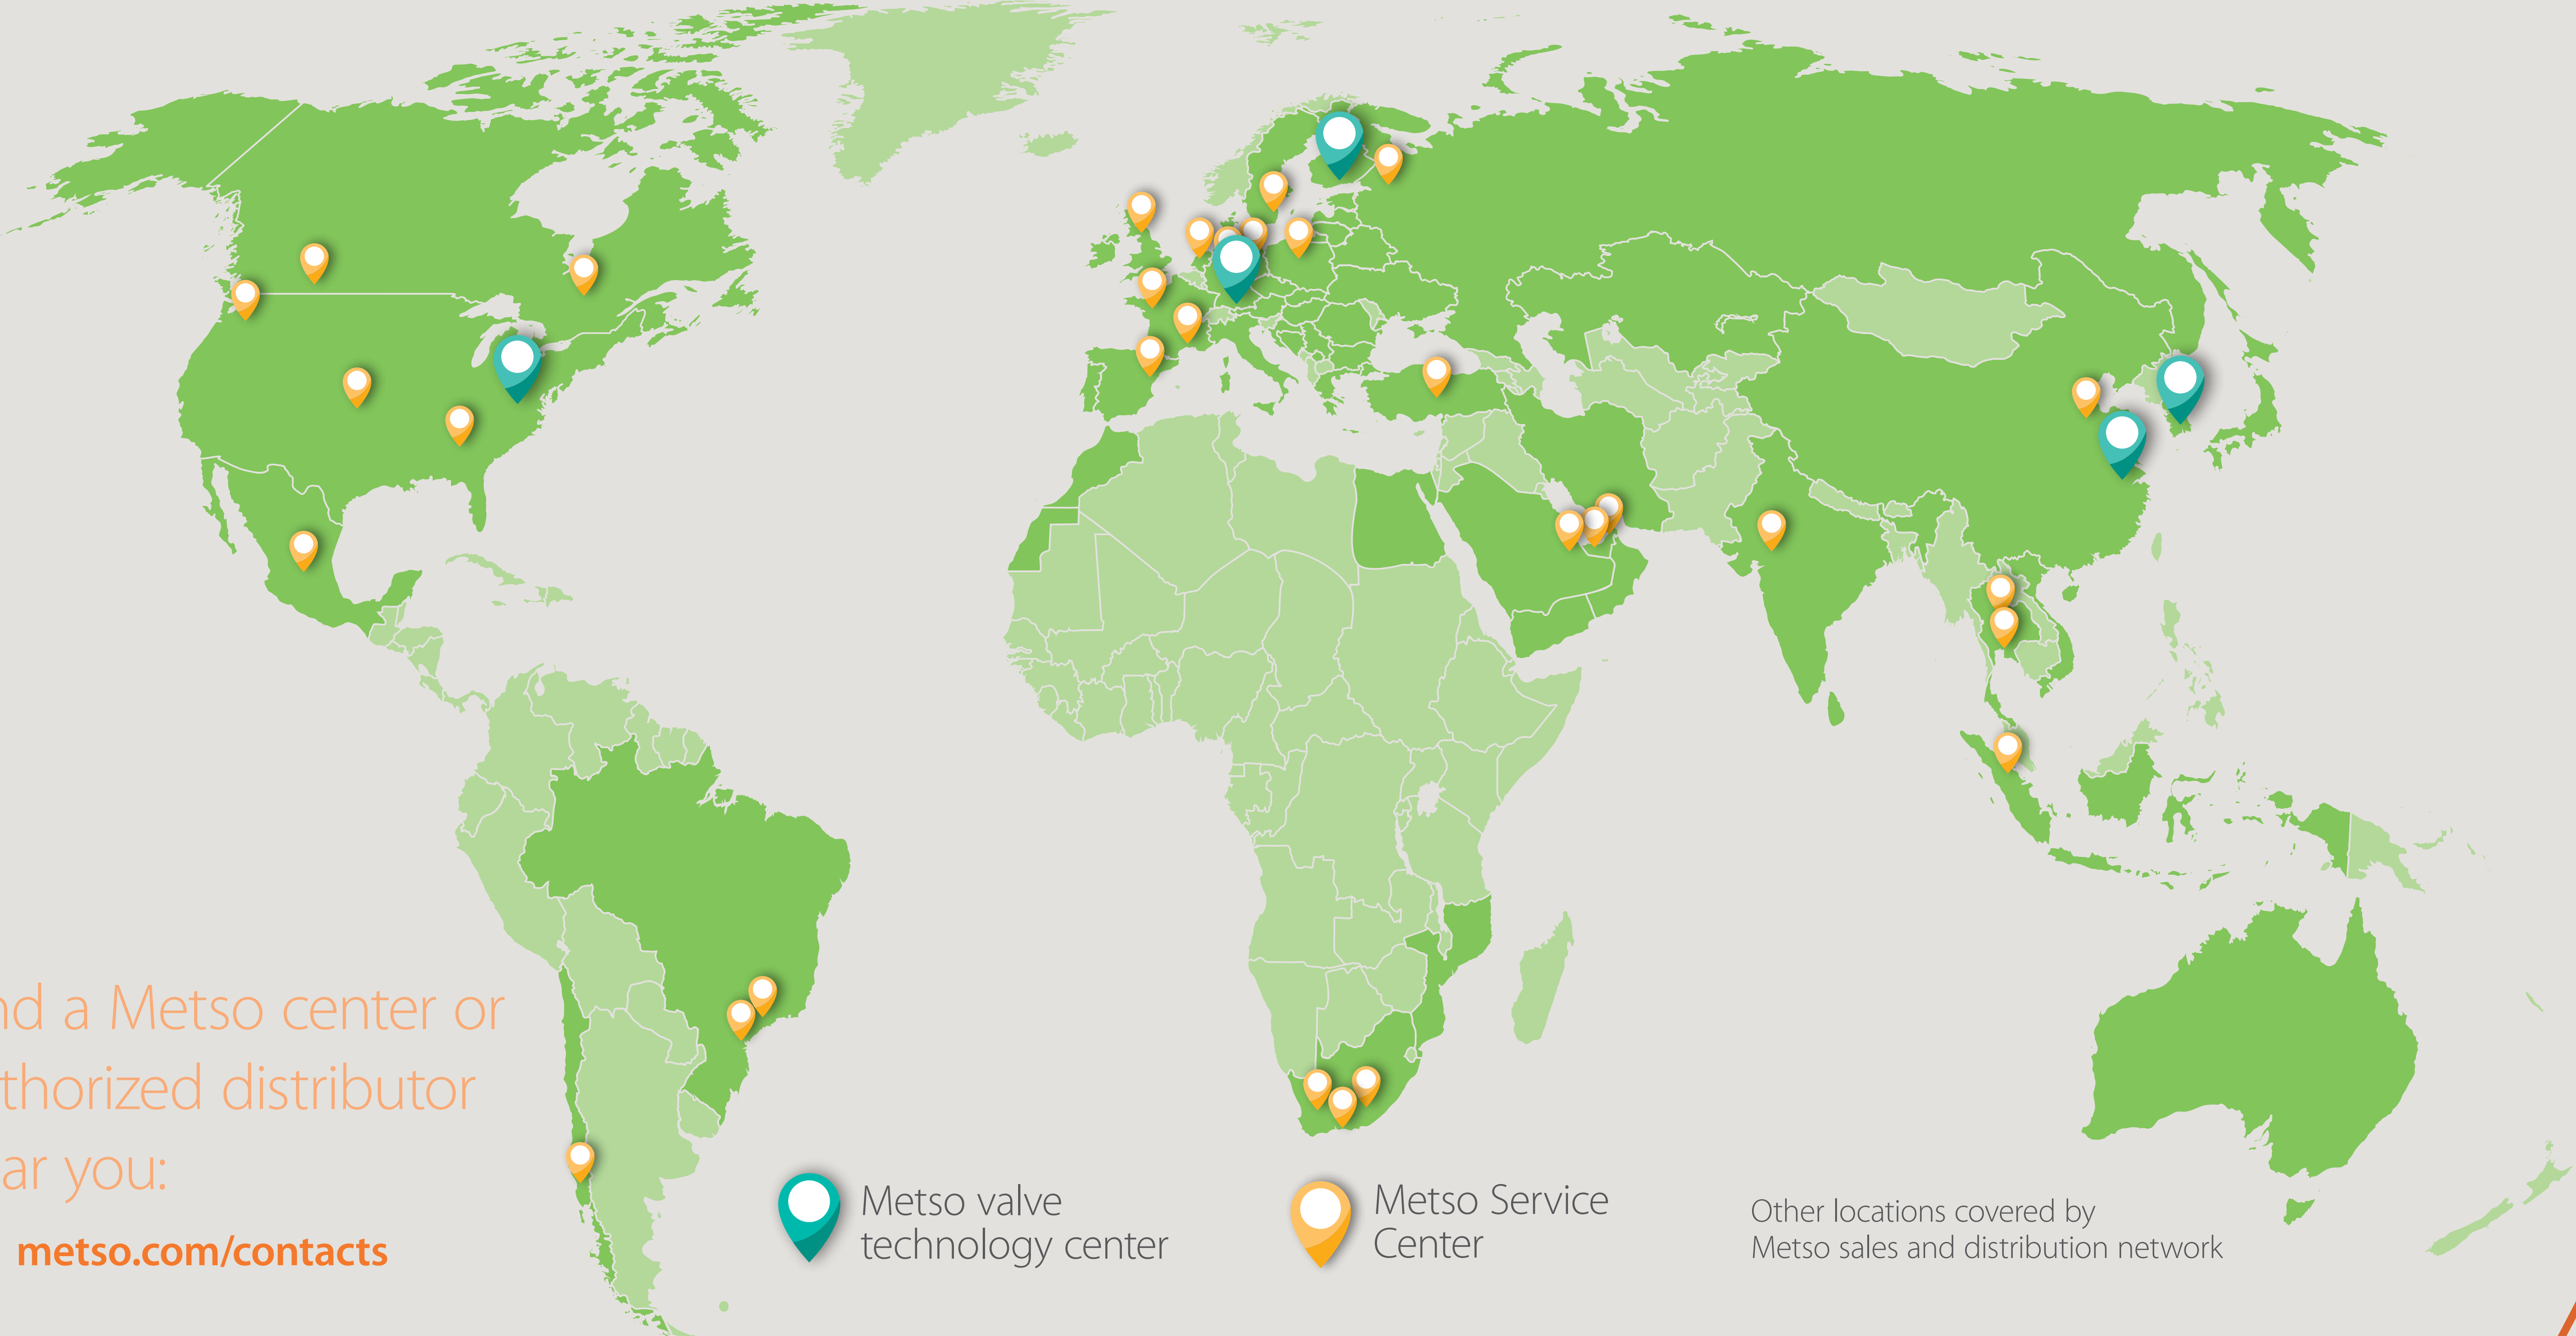 nd a Metso center or
thorized distributor
ar you:
metso.com/contacts
Metso valve
technology center
Metso Service
Center
Other locations covered by
Metso sales and distribution network